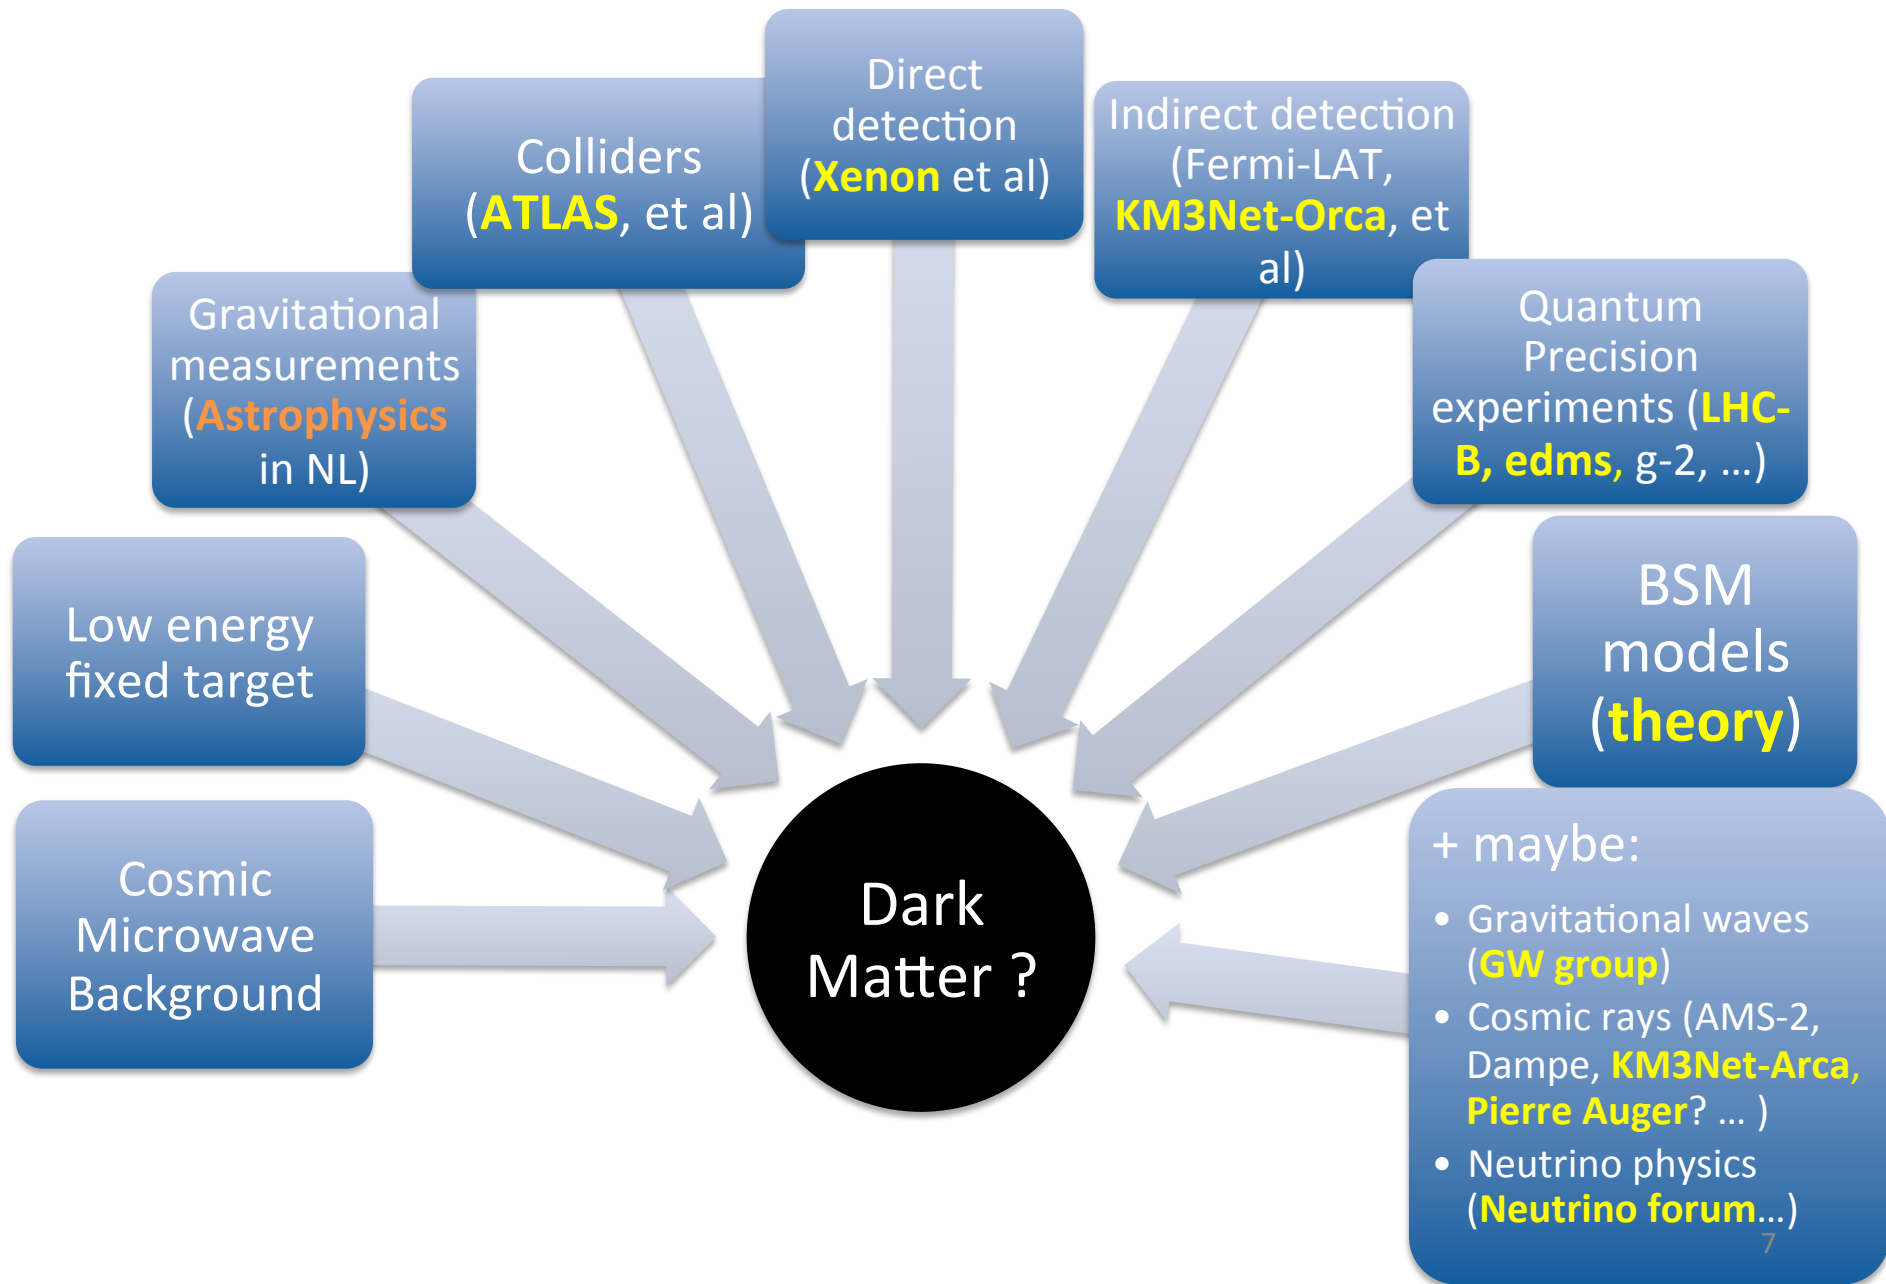 Direct
detection
(Xenon et al)
Colliders
(ATLAS, et al)
Indirect detection
(Fermi-LAT,
KM3Net-Orca, et
al)
Gravitational
measurements
(Astrophysics
in NL)
Quantum
Precision
experiments (LHC-
B, edms, g-2, ...)
Low energy
fixed target
BSM
models
(theory)
Cosmic
Microwave
Background
Dark
Matter ?
+ maybe:
• Gravitational waves
(GW group)
• Cosmic rays (AMS-2,
Dampe, KM3Net-Arca,
Pierre Auger? ... )
• Neutrino physics
(Neutrino forum...)
7